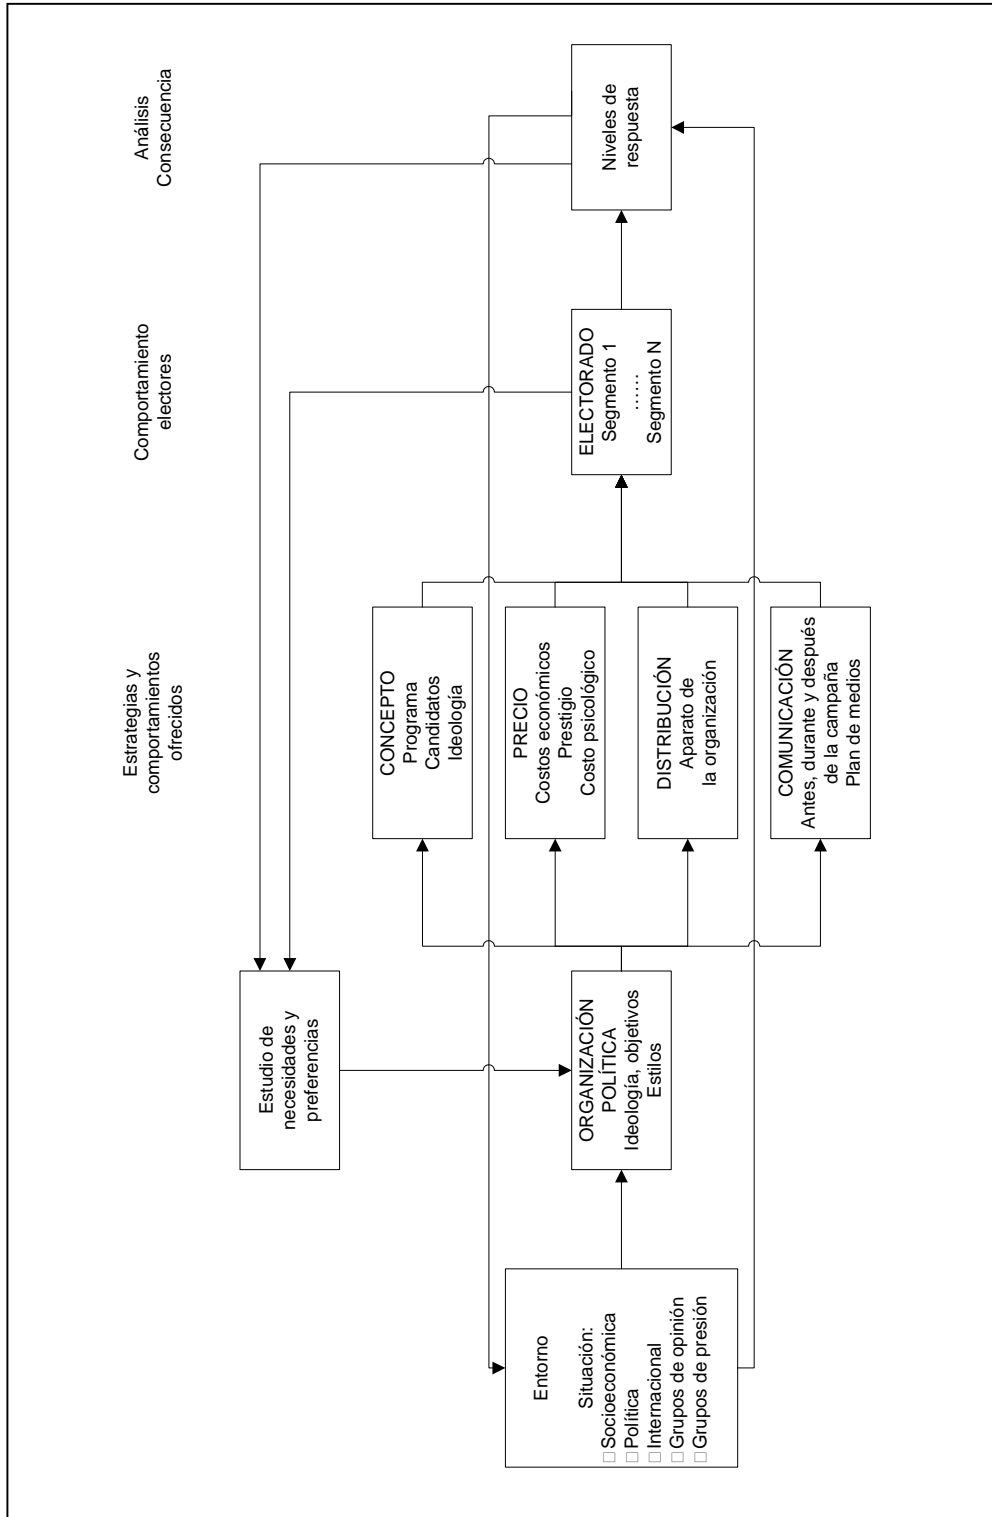 Estrategias y
comportamientos
ofrecidos
Comportamiento
electores
Análisis
Consecuencia
Estudio de
necesidades y
preferencias
Entorno
Situación:
□Socioeconómica
□Política
□Internacional
□Grupos de opinión
□Grupos de presión
ORGANIZACIÓN
POLÍTICA
Ideología, objetivos
Estilos
CONCEPTO
Programa
Candidatos
Ideología
PRECIO
Costos económicos
Prestigio
Costo psicológico
DISTRIBUCIÓN
Aparato de
la organización
COMUNICACIÓN
Antes, durante y después
de la campaña
Plan de medios
ELECTORADO
Segmento 1
……
Segmento N
Niveles de
respuesta